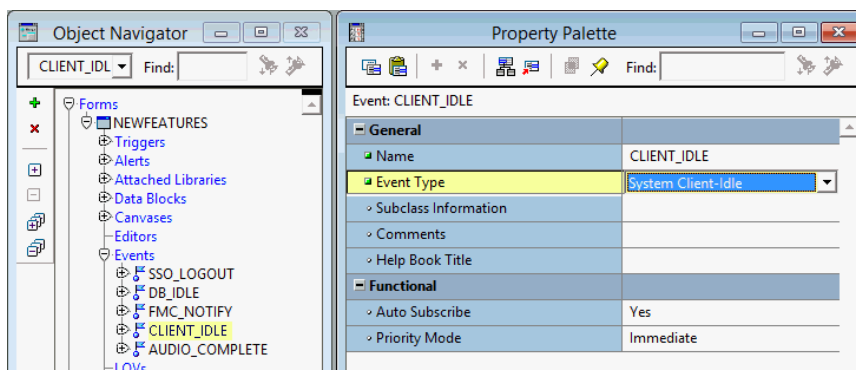 Object Navigator
CLIENT_IDL Find:
Forms
NEWFEATURES
Triggers
Alerts
Attached Libraries
Data Blocks
Canvases
Editors
Events
SSO_LOGOUT
DB_IDLE
FMC_NOTIFY
CLIENT_IDLE
AUDIO_COMPLETE
LOVs
Property Palette
Find:
Event: CLIENT_IDLE
General
Name CLIENT_IDLE
Event Type System Client-Idle
Subclass Information
Comments
Help Book Title
Functional
Auto Subscribe Yes
Priority Mode Immediate